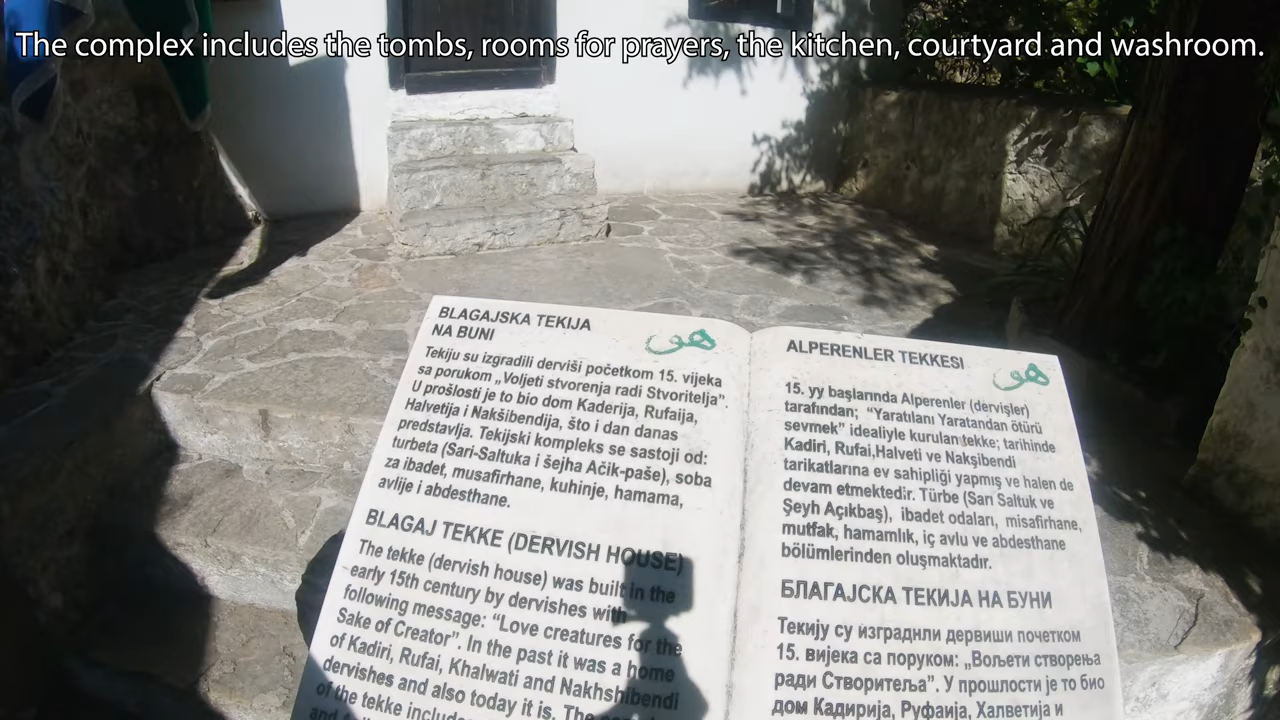 The complex includes the tombs, rooms for prayers, the kitchen, courtyard and washroom.
BLAGAJSKA TEKIJA
NA BUNI
هو
Tekiju su izgradili derviši početkom 15. vijeka
sa porukom „Voljeti stvorenja radi Stvoritelja”.
U prošlosti je to bio dom Kaderija, Rufaija,
Halvetija i Nakšibendija, što i dan danas
predstavlja. Tekijski kompleks se sastoji od:
turbeta (Sari-Saltuka i šejha Ačik-paše), soba
za ibadet, musafirhane, kuhinje, hamama,
avlije i abdesthane.
BLAGAJ TEKKE (DERVISH HOUSE)
The tekke (dervish house) was built in the
early 15th century by dervishes with
following message: “Love creatures for the
Sake of Creator”. In the past it was a home
of Kadiri, Rufai, Khalwati and Nakhshibendi
dervishes and also today it is. The
of the tekke
ALPERENLER TEKKESI
هو
15. yy başlarında Alperenler (dervişler)
tarafından; “Yaratılanı Yaratandan ötürü
sevmek” idealiyle kurulan tekke; tarihinde
Kadiri, Rufai,Halveti ve Nakşibendi
tarikatlarına ev sahipliği yapmış ve halen de
devam etmektedir. Türbe (Sarı Saltuk ve
Şeyh Açıkbaş), ibadet odaları, misafirhane,
mutfak, hamamlık, iç avlu ve abdesthane
bölümlerinden oluşmaktadır.
БЛАГАЈСКА ТЕКИЈА НА БУНИ
Текију су изграднли дервиши почетком
15. вијека са поруком: „Вољети створења
ради Створитеља”. У прошлости је то био
дом Кадирија, Руфаија, Халветија и